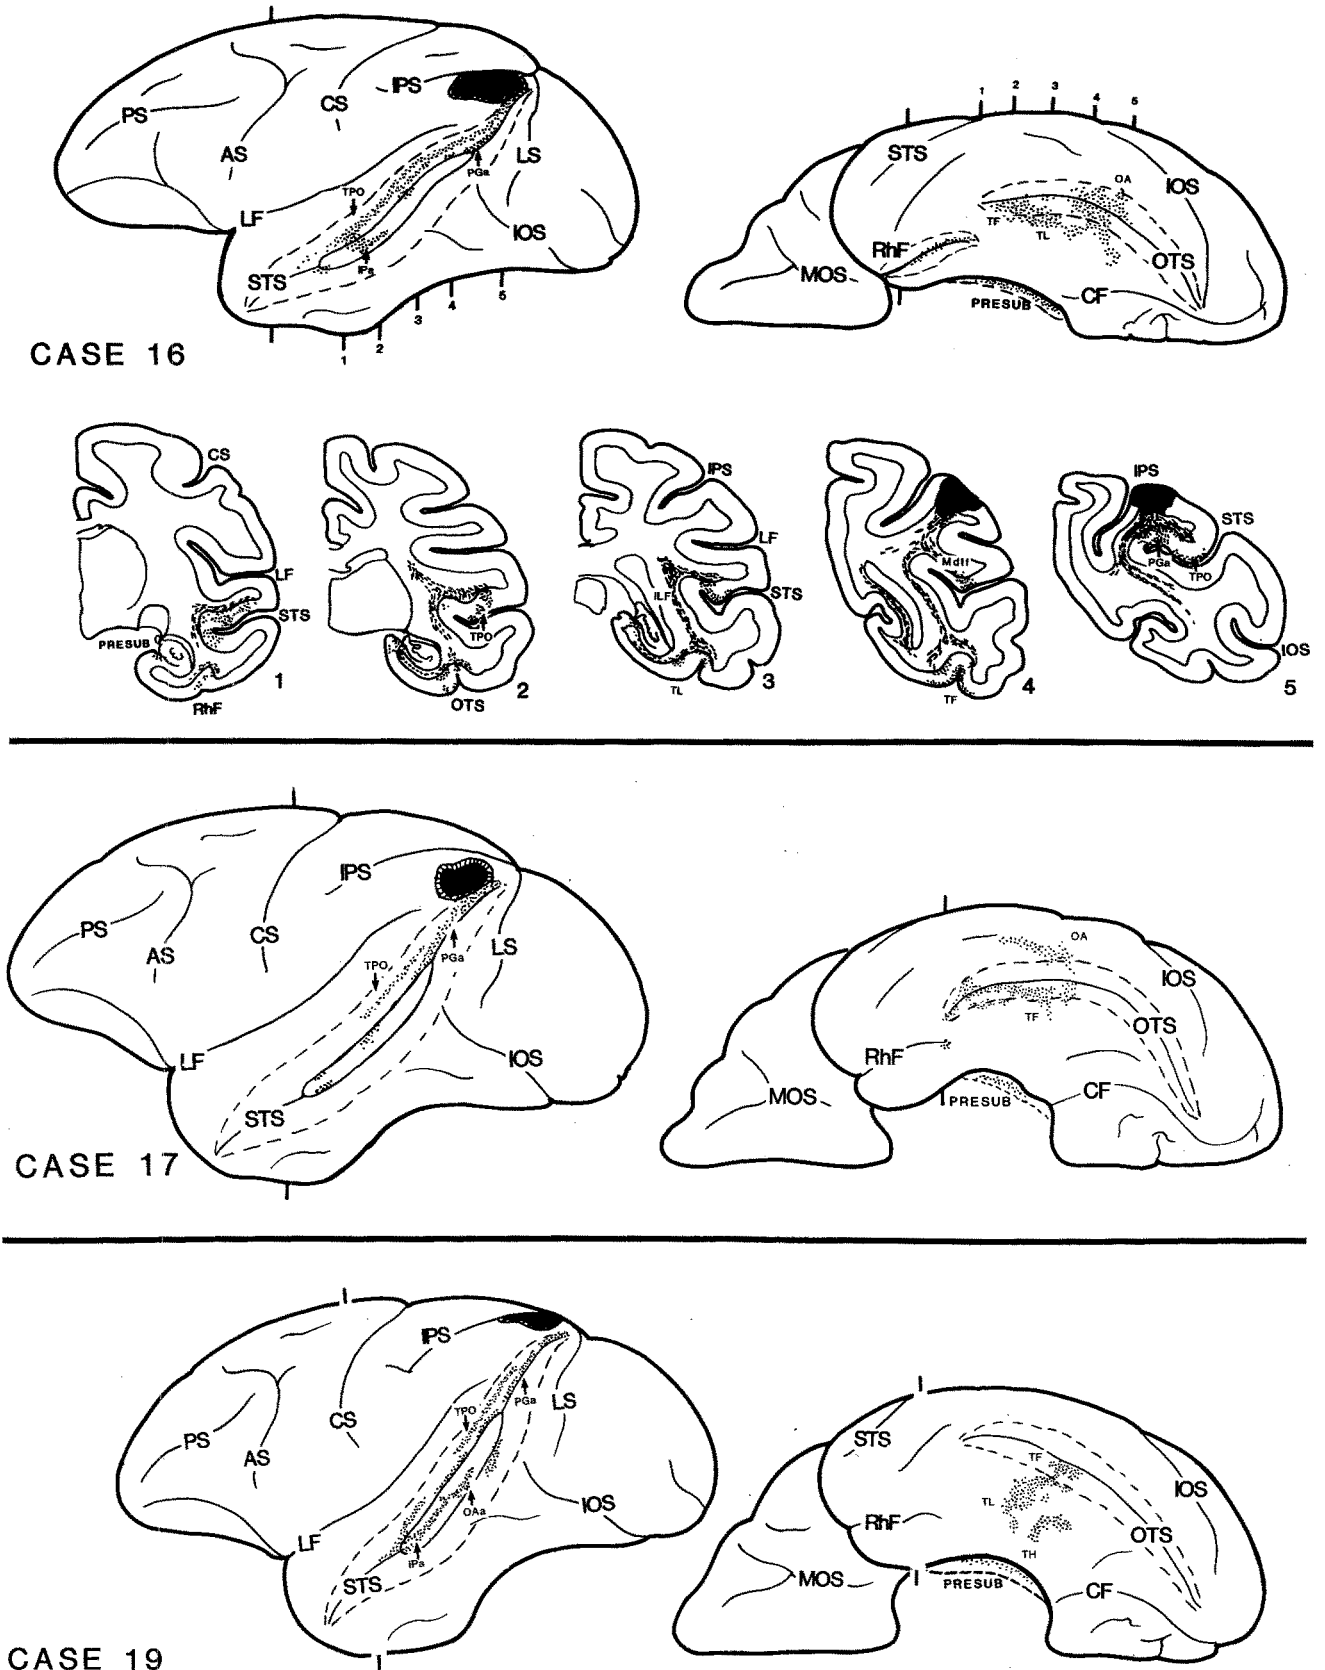 IPS
PS
CS
AS
TPO
PGa
LS
LF
IOS
STS
IPa
1
2
3
4
5
CASE 16
1
2
3
4
5
STS
OA
IOS
TF
TL
RhF
MOS
OTS
PRESUB
CF
CS
LF
STS
PRESUB
RhF
1
TPO
OTS
2
IPS
LF
ILF
STS
TL
3
Mdlf
TF
4
IPS
STS
PGa
TPO
IOS
5
IPS
PS
AS
CS
TPO
PGa
LS
LF
IOS
STS
CASE 17
OA
IOS
TF
OTS
RhF
MOS
PRESUB
CF
IPS
PS
AS
CS
TPO
PGa
LS
OAa
IOS
LF
IPa
STS
CASE 19
STS
TF
TL
IOS
RhF
OTS
TH
MOS
PRESUB
CF